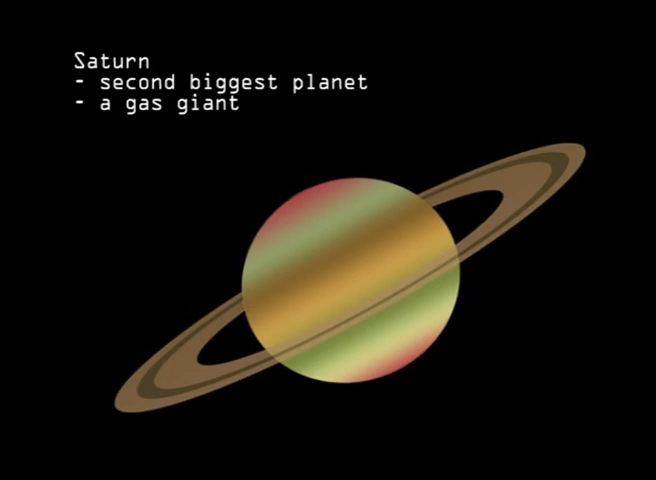 Saturn
- second biggest planet
- a gas giant